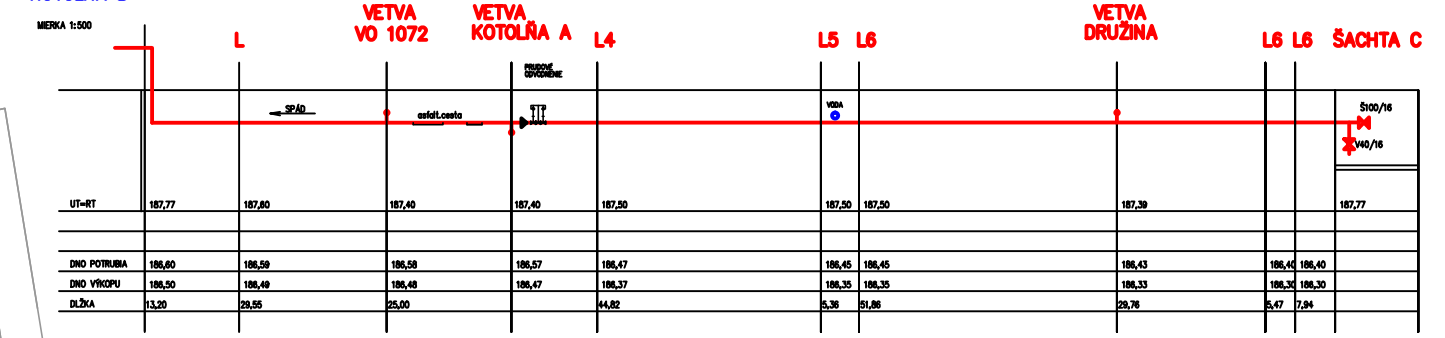 MIERKA 1:500
L
VETVA
VO 1072
VETVA
KOTOLŇA A
L4
L5
L6
VETVA
DRUŽINA
L6
L6
ŠACHTA C
PRUDOVÉ
ODVODNENIE
SPÁD
asfalt.cesta
VODA
Š100/16
V40/16
UT=RT 187,77 187,60 187,40 187,40 187,50 187,50 187,50 187,39 187,77
DNO POTRUBIA 186,60 186,59 186,58 186,57 186,47 186,45 186,45 186,43 186,40 186,40
DNO VÝKOPU 186,50 186,49 186,48 186,47 186,37 186,35 186,35 186,33 186,30 186,30
DLŽKA 13,20 29,55 25,00 44,82 5,36 51,86 29,76 5,47 7,94